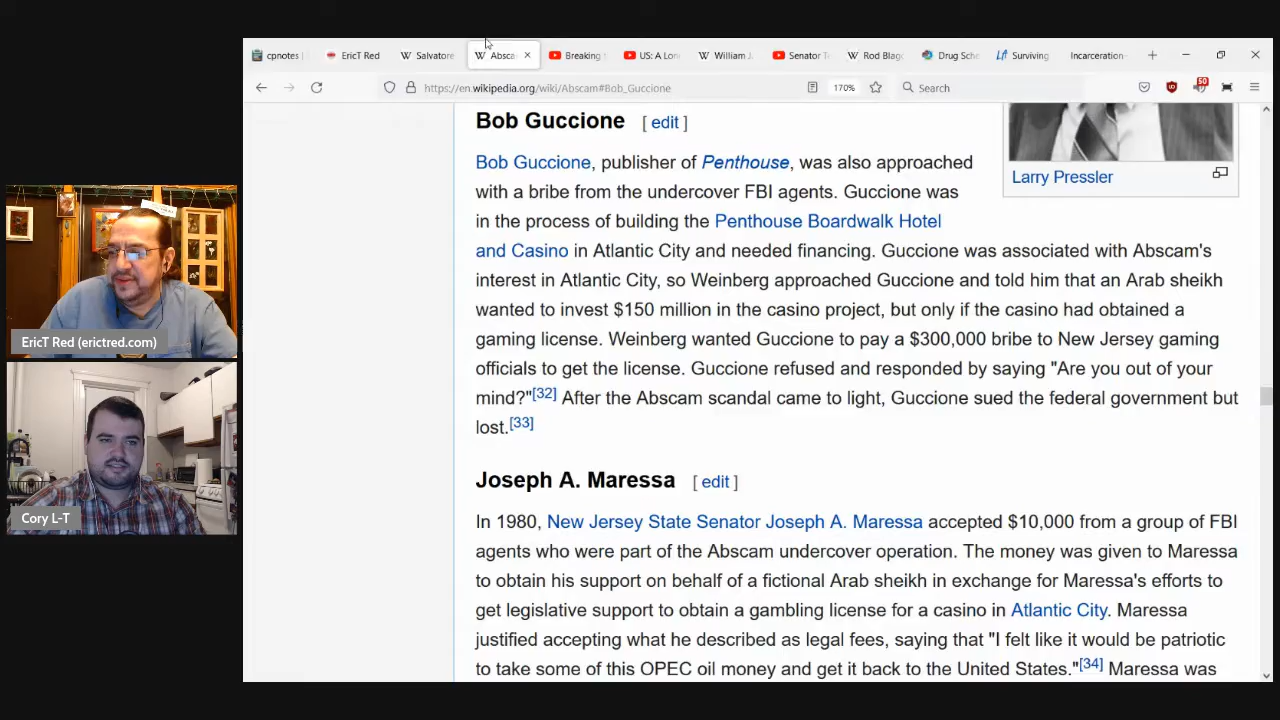 cpnotes |
EricT Red
Salvatore
Absca
Breaking
US: A Lon
William J.
Senator T
Rod Blag
Drug Sche
Surviving
Incarceration
https://en.wikipedia.org/wiki/Abscam#Bob_Guccione
170%
Search
50
Bob Guccione [ edit ]
Bob Guccione, publisher of Penthouse, was also approached
with a bribe from the undercover FBI agents. Guccione was
in the process of building the Penthouse Boardwalk Hotel
and Casino in Atlantic City and needed financing. Guccione was associated with Abscam's
interest in Atlantic City, so Weinberg approached Guccione and told him that an Arab sheikh
wanted to invest $150 million in the casino project, but only if the casino had obtained a
gaming license. Weinberg wanted Guccione to pay a $300,000 bribe to New Jersey gaming
officials to get the license. Guccione refused and responded by saying "Are you out of your
mind?"[32] After the Abscam scandal came to light, Guccione sued the federal government but
lost.[33]
Larry Pressler
Joseph A. Maressa [ edit ]
In 1980, New Jersey State Senator Joseph A. Maressa accepted $10,000 from a group of FBI
agents who were part of the Abscam undercover operation. The money was given to Maressa
to obtain his support on behalf of a fictional Arab sheikh in exchange for Maressa's efforts to
get legislative support to obtain a gambling license for a casino in Atlantic City. Maressa
justified accepting what he described as legal fees, saying that "I felt like it would be patriotic
to take some of this OPEC oil money and get it back to the United States."[34] Maressa was
EricT Red (erictred.com)
Cory L-T